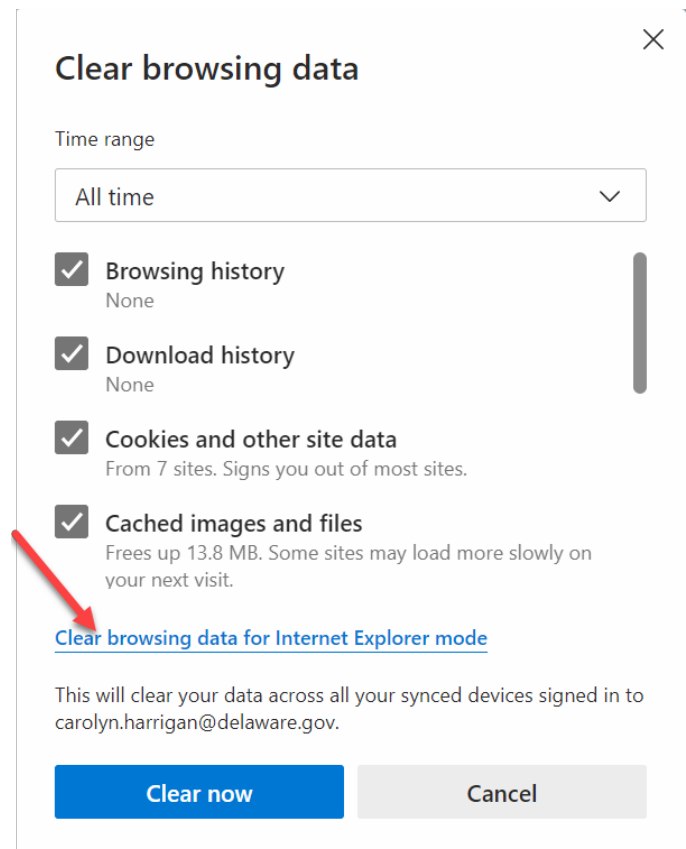 Clear browsing data
Time range
All time
Browsing history
None
Download history
None
Cookies and other site data
From 7 sites. Signs you out of most sites.
Cached images and files
Frees up 13.8 MB. Some sites may load more slowly on
your next visit.
Clear browsing data for Internet Explorer mode
This will clear your data across all your synced devices signed in to
carolyn.harrigan@delaware.gov.
Clear now
Cancel